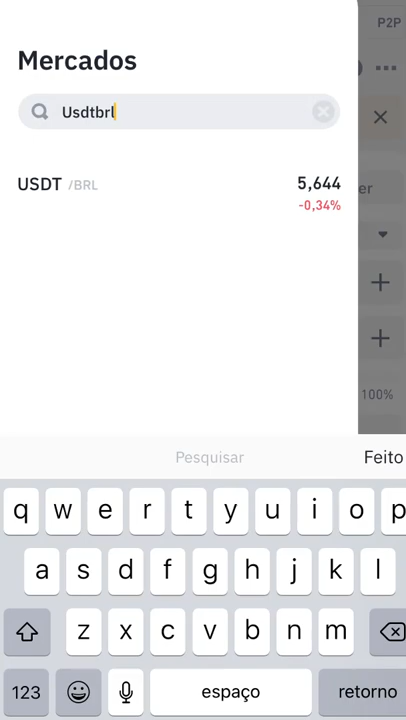 P2P
Mercados
Usdtbrl
er
USDT /BRL
5,644
-0,34%
100%
Pesquisar
Feito
q w e r t y u i o p
a s d f g h j k l
z x c v b n m
123 espaço retorno